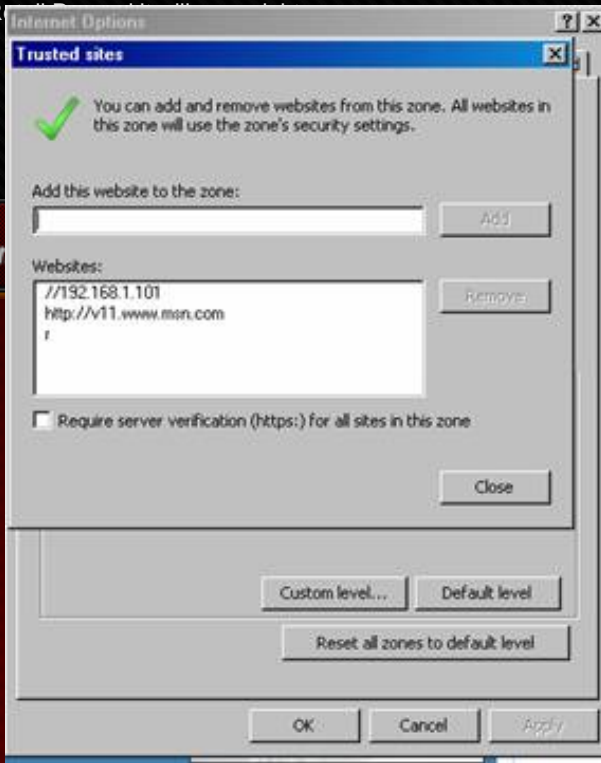 Internet Options
Trusted sites
You can add and remove websites from this zone. All websites in
this zone will use the zone's security settings.
Add this website to the zone:
Add
Websites:
//192.168.1.101
http://v11.www.msn.com
r
Remove
Require server verification (https:) for all sites in this zone
Close
Custom level...
Default level
Reset all zones to default level
OK
Cancel
Apply